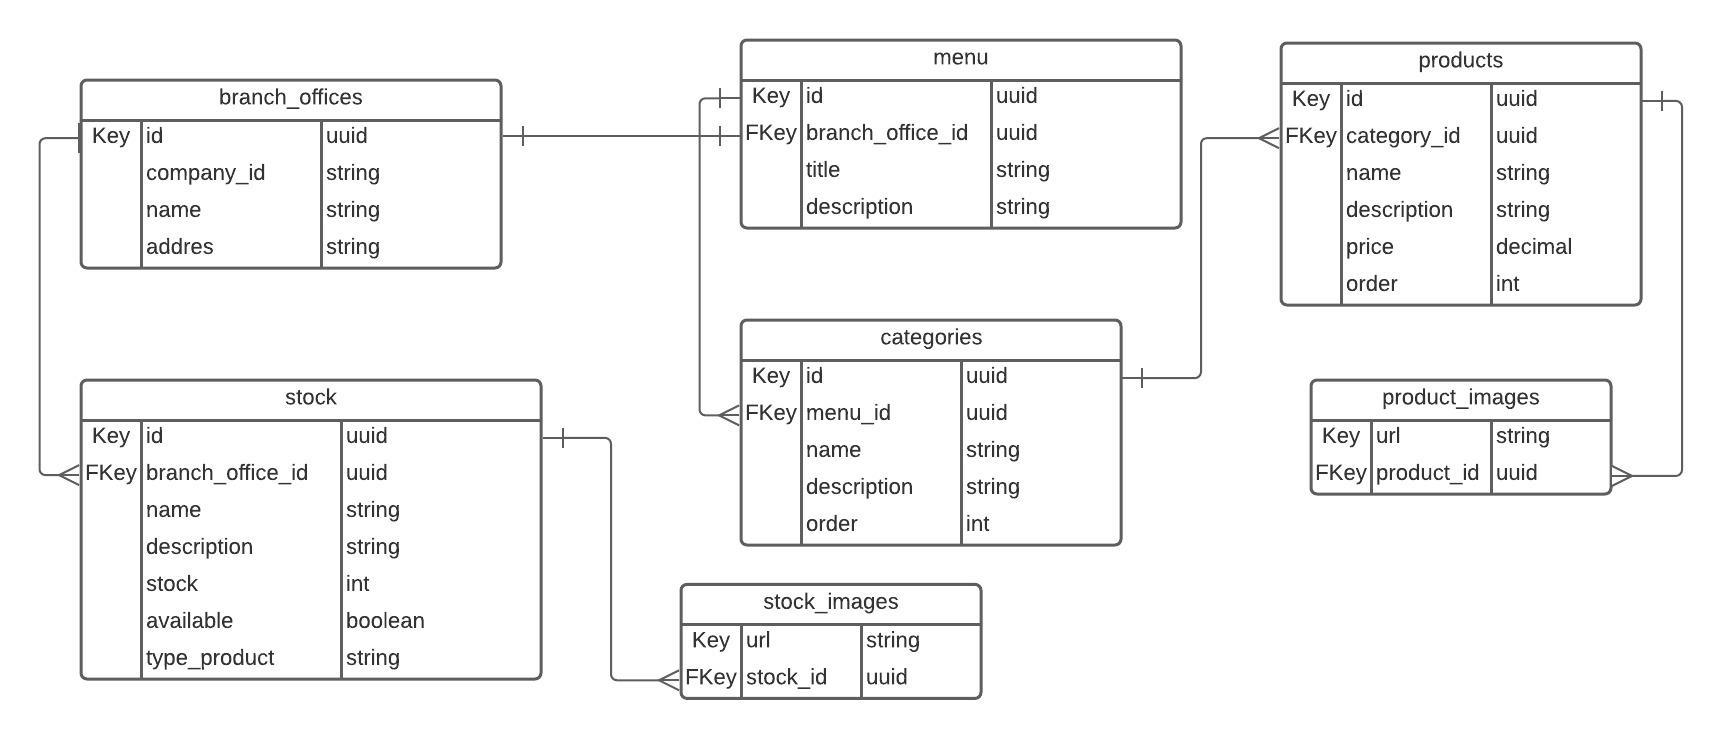 branch_offices
Key id uuid
company_id string
name string
addres string
menu
Key id uuid
FKey branch_office_id uuid
title string
description string
products
Key id uuid
FKey category_id uuid
name string
description string
price decimal
order int
stock
Key id uuid
FKey branch_office_id uuid
name string
description string
stock int
available boolean
type_product string
categories
Key id uuid
FKey menu_id uuid
name string
description string
order int
product_images
Key url string
FKey product_id uuid
stock_images
Key url string
FKey stock_id uuid